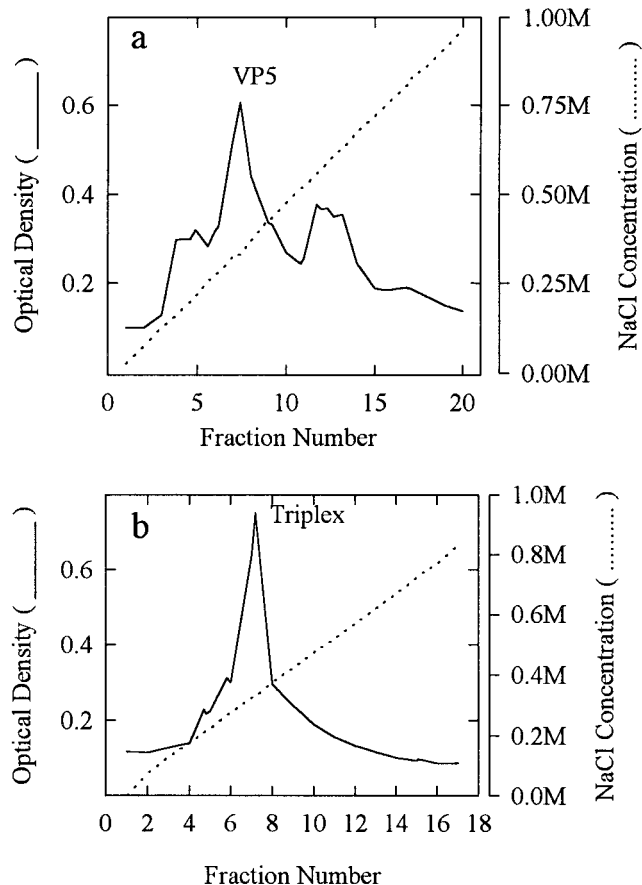 a
VP5
Optical Density ( ____ )
0.6
0.4
0.2
1.00M
0.75M
0.50M
0.25M
0.00M
NaCl Concentration ( .......... )
0 5 10 15 20
Fraction Number
b
Triplex
Optical Density ( ____ )
0.6
0.4
0.2
1.0M
0.8M
0.6M
0.4M
0.2M
0.0M
NaCl Concentration ( .......... )
0 2 4 6 8 10 12 14 16 18
Fraction Number